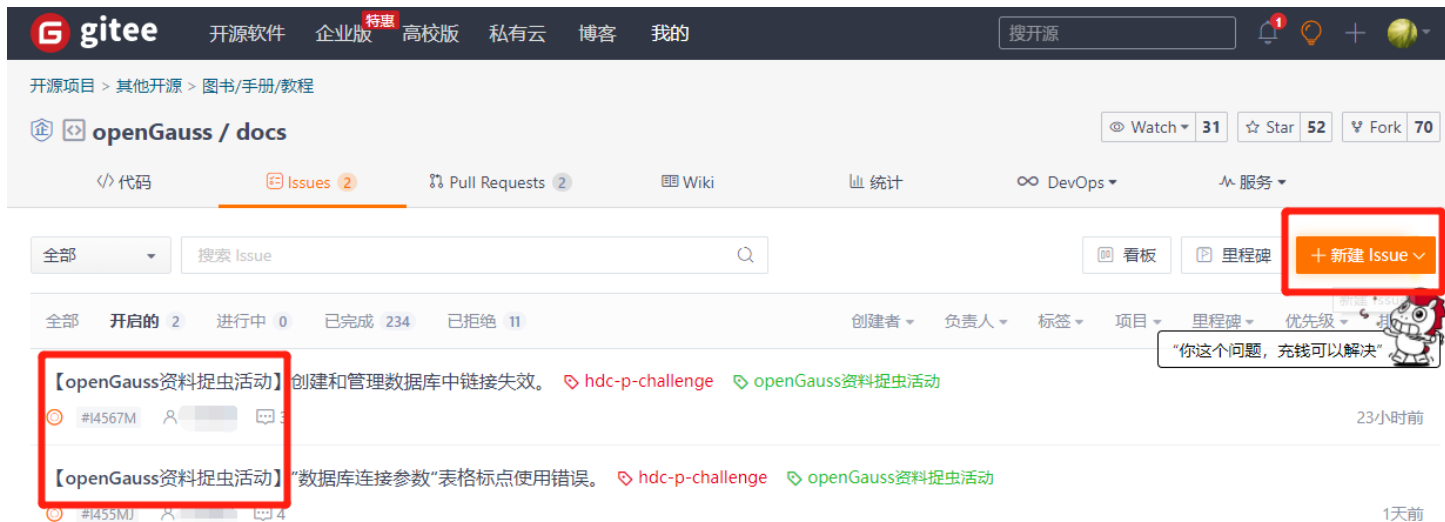 gitee 开源软件 企业版 特惠 高校版 私有云 博客 我的 搜开源 1
开源项目 > 其他开源 > 图书/手册/教程
企 openGauss / docs Watch 31 Star 52 Fork 70
代码 Issues 2 Pull Requests 2 Wiki 统计 DevOps 服务
全部 搜索 Issue 看板 里程碑 + 新建 Issue
新建 Issue
全部 开启的 2 进行中 0 已完成 234 已拒绝 11 创建者 负责人 标签 项目 里程碑 优先级
“你这个问题，充钱可以解决”
【openGauss资料捉虫活动】创建和管理数据库中链接失效。 hdc-p-challenge openGauss资料捉虫活动
#I4567M 3 23小时前
【openGauss资料捉虫活动】“数据库连接参数”表格标点使用错误。 hdc-p-challenge openGauss资料捉虫活动
#I455MJ 4 1天前